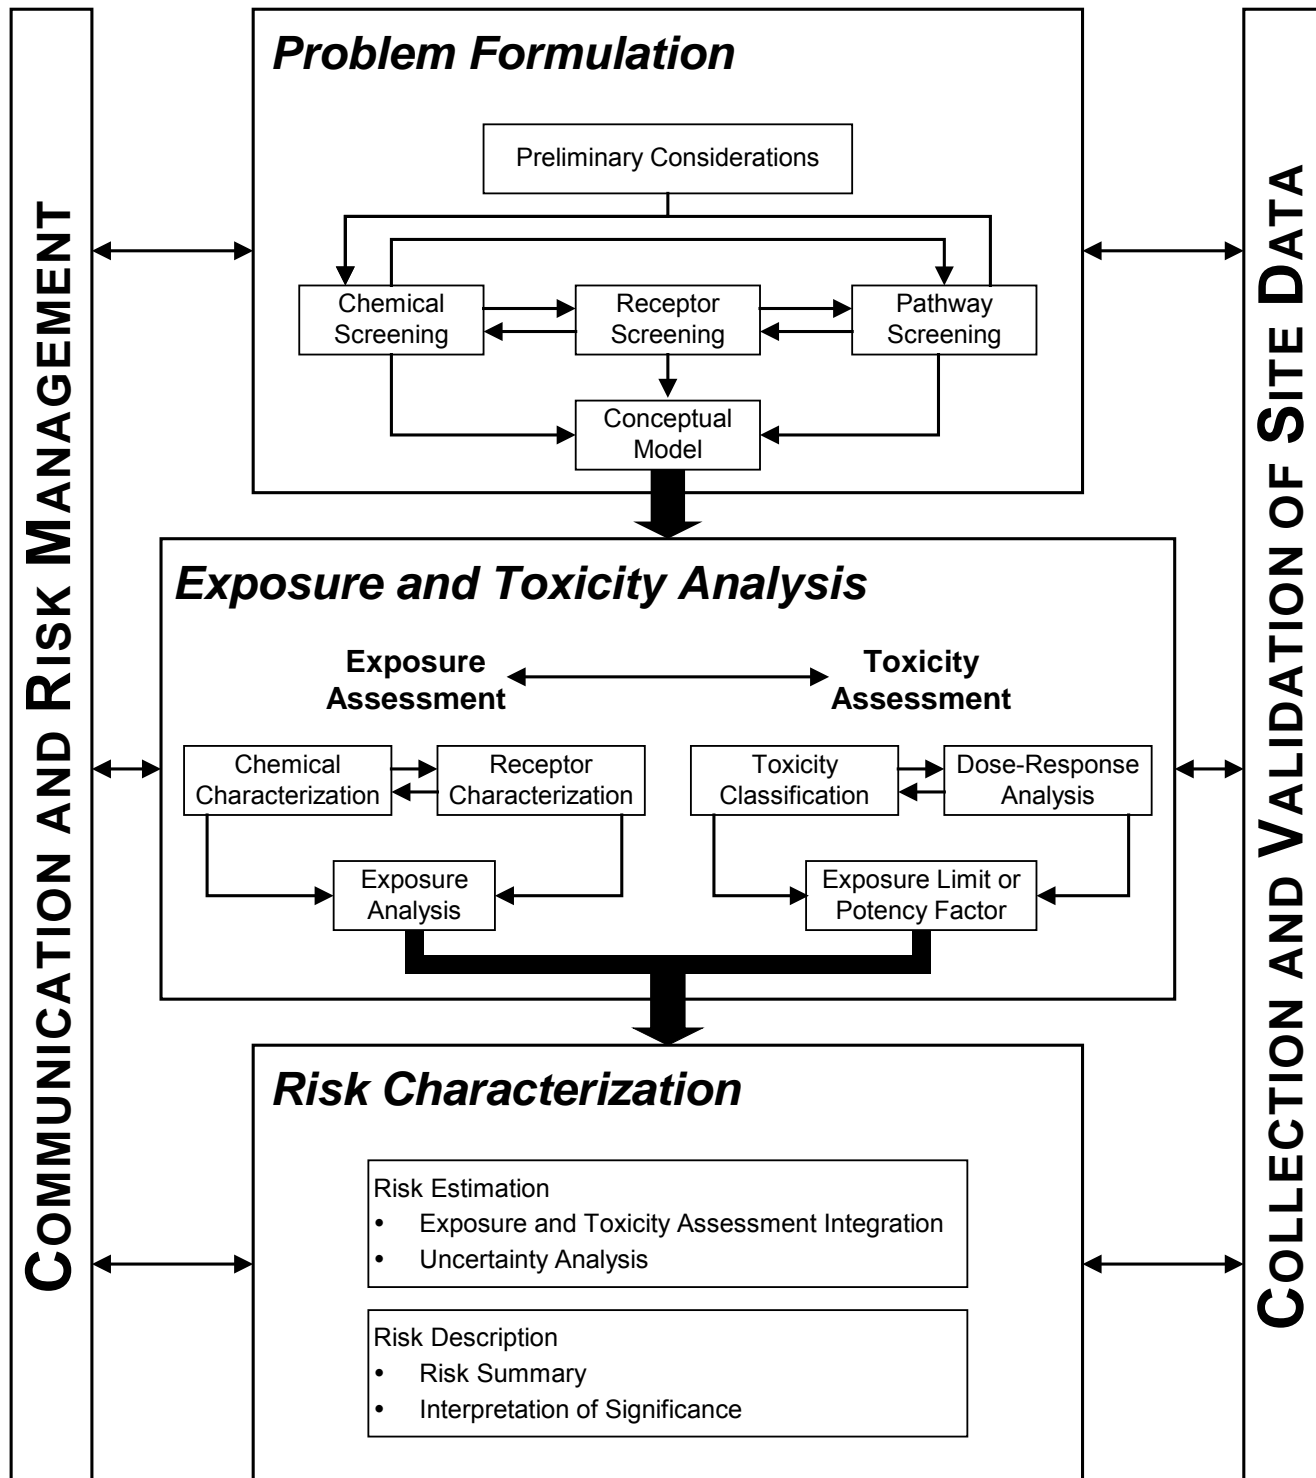 COMMUNICATION AND RISK MANAGEMENT
Problem Formulation
Preliminary Considerations
Chemical
Screening
Receptor
Screening
Pathway
Screening
Conceptual
Model
Exposure and Toxicity Analysis
Exposure
Assessment
Toxicity
Assessment
Chemical
Characterization
Receptor
Characterization
Toxicity
Classification
Dose-Response
Analysis
Exposure
Analysis
Exposure Limit or
Potency Factor
Risk Characterization
Risk Estimation
• Exposure and Toxicity Assessment Integration
• Uncertainty Analysis
Risk Description
• Risk Summary
• Interpretation of Significance
COLLECTION AND VALIDATION OF SITE DATA